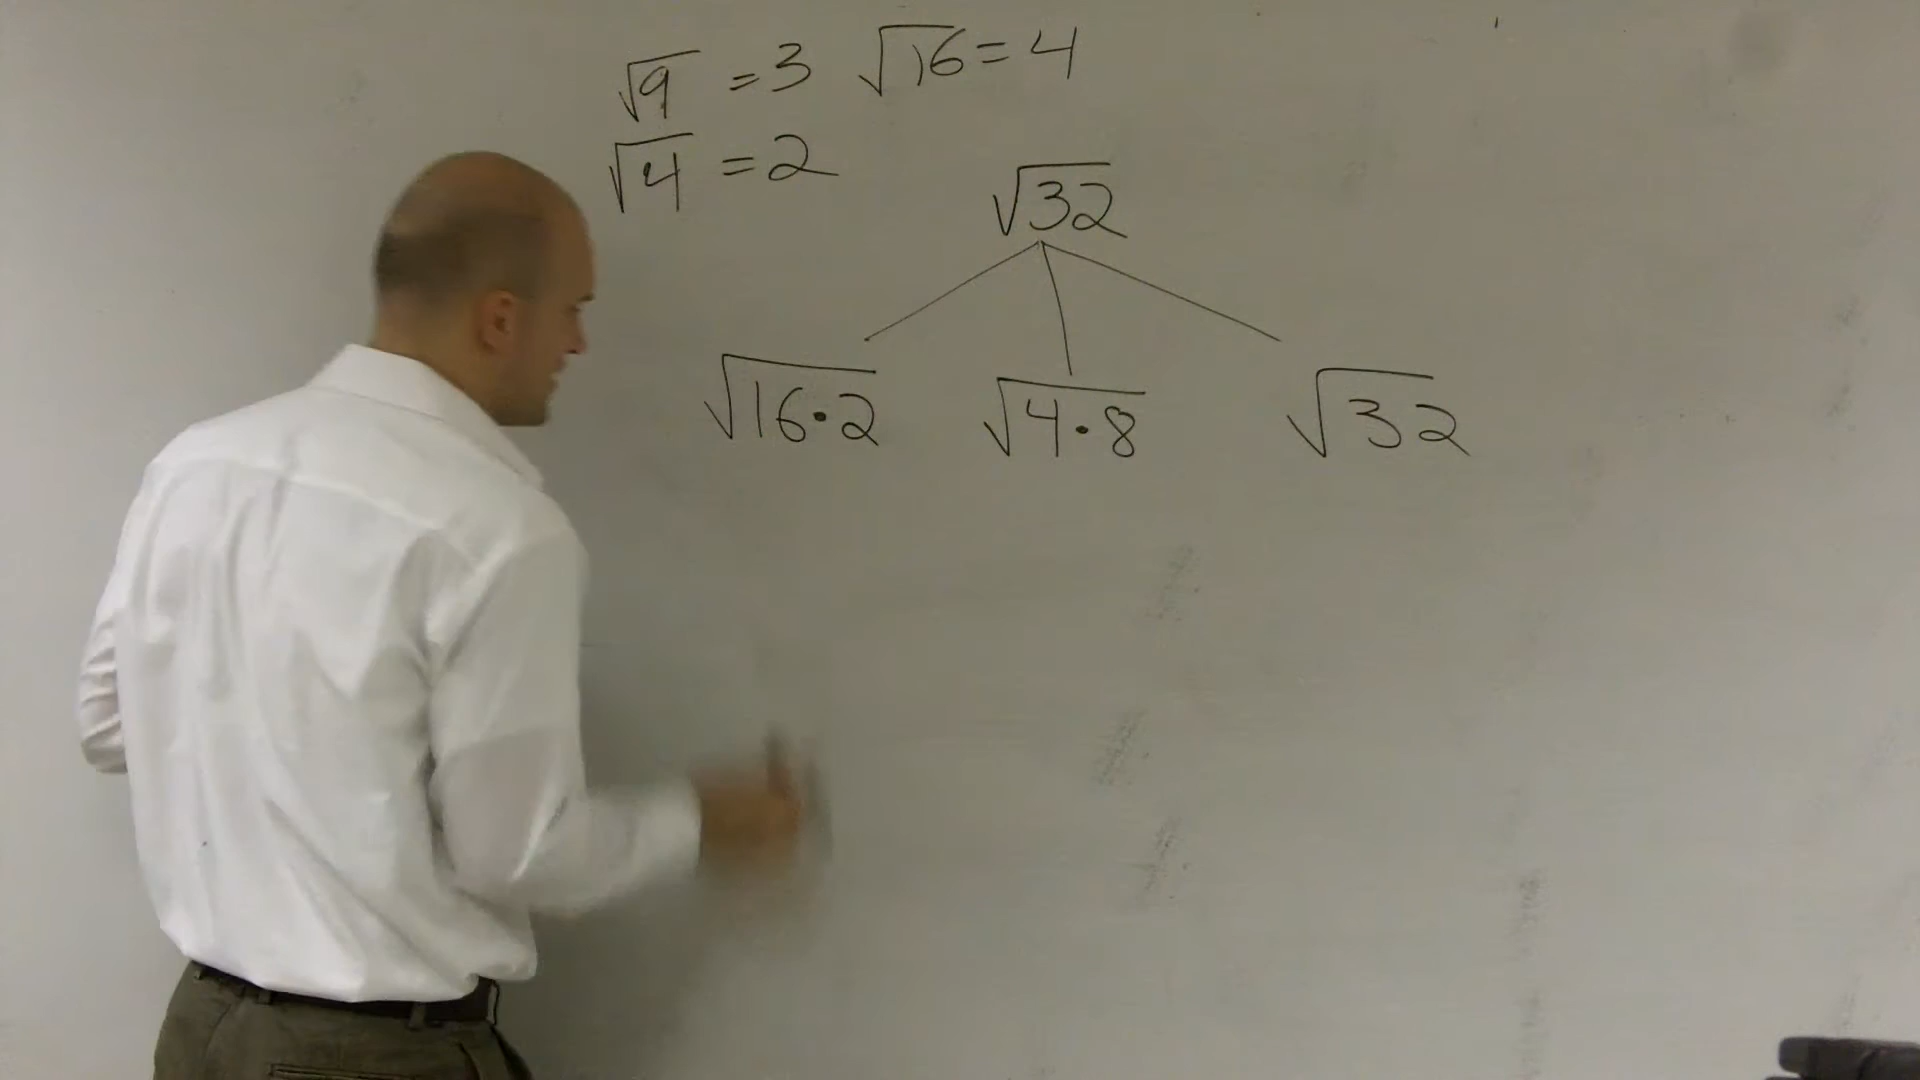 √9 = 3 √16 = 4
√4 = 2
√32
√16·2 √4·8 √32